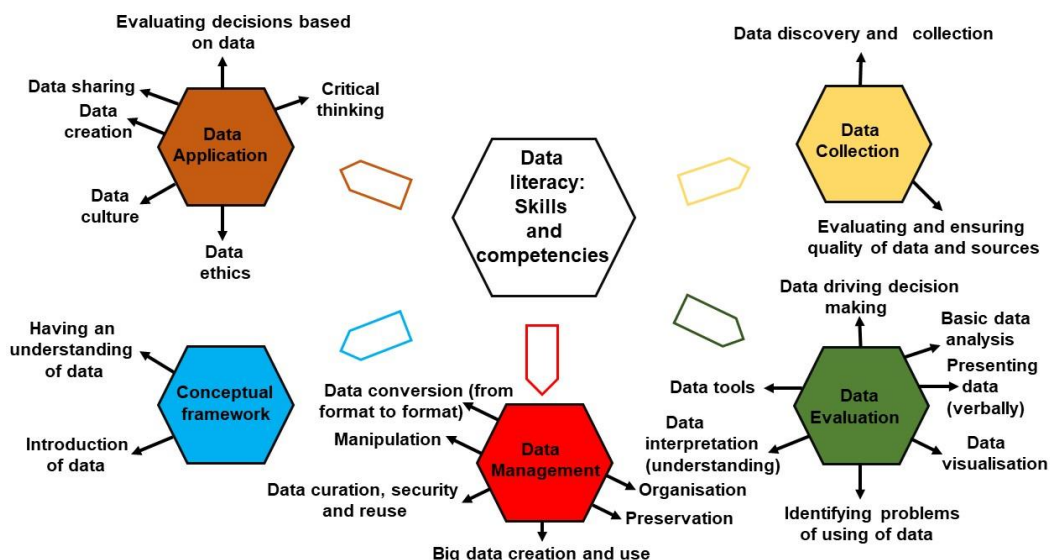 Evaluating decisions based
on data
Data sharing
Data
creation
Critical
thinking
Data
Application
Data
culture
Data
ethics
Data
literacy:
Skills
and
competencies
Data discovery and collection
Data
Collection
Evaluating and ensuring
quality of data and sources
Having an
understanding
of data
Conceptual
framework
Introduction
of data
Data conversion (from
format to format)
Manipulation
Data
Management
Data curation, security
and reuse
Organisation
Preservation
Big data creation and use
Data driving decision
making
Basic data
analysis
Presenting
data
(verbally)
Data tools
Data
Evaluation
Data
interpretation
(understanding)
Data
visualisation
Identifying problems
of using of data